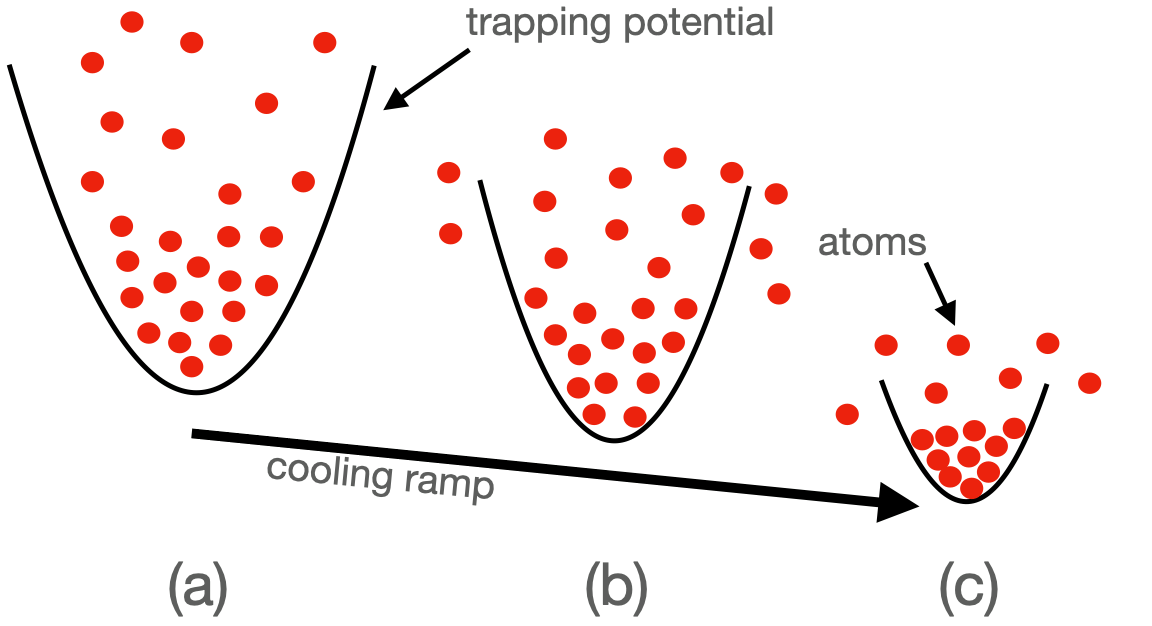 trapping potential
atoms
cooling ramp
(a)
(b)
(c)